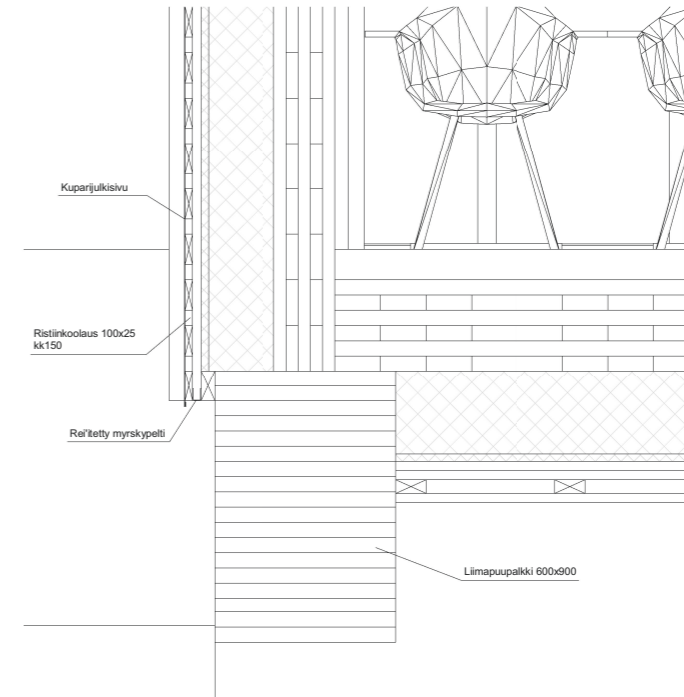 Kuparijulkisivu
Ristiinkoolaus 100x25
kk150
Rei'itetty myrskypelti
Liimapuupalkki 600x900